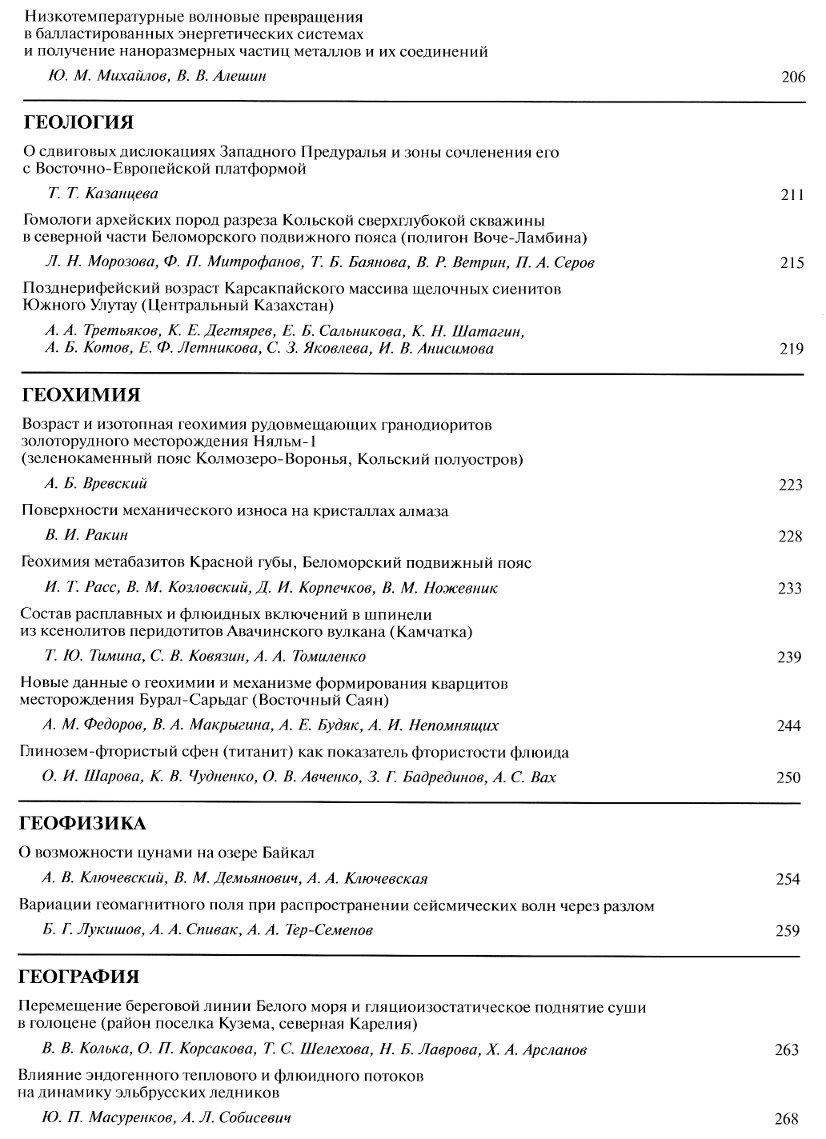 Низкотемпературные волновые превращения
в балластированных энергетических системах
и получение наноразмерных частиц металлов и их соединений
Ю. М. Михайлов, В. В. Алешин 206
ГЕОЛОГИЯ
О сдвиговых дислокациях Западного Предуралья и зоны сочленения его
с Восточно-Европейской платформой
Т. Т. Казанцева 211
Гомологи архейских пород разреза Кольской сверхглубокой скважины
в северной части Беломорского подвижного пояса (полигон Воче-Ламбина)
Л. Н. Морозова, Ф. П. Митрофанов, Т. Б. Баянова, В. Р. Ветрин, П. А. Серов 215
Позднерифейский возраст Карсакпайского массива щелочных сиенитов
Южного Улутау (Центральный Казахстан)
А. А. Третьяков, К. Е. Дегтярев, Е. Б. Сальникова, К. Н. Шатагин,
А. Б. Котов, Е. Ф. Летникова, С. З. Яковлева, И. В. Анисимова 219
ГЕОХИМИЯ
Возраст и изотопная геохимия рудовмещающих гранодиоритов
золоторудного месторождения Няльм-1
(зеленокаменный пояс Колмозеро-Воронья, Кольский полуостров)
А. Б. Вревский 223
Поверхности механического износа на кристаллах алмаза
В. И. Ракин 228
Геохимия метабазитов Красной губы, Беломорский подвижный пояс
И. Т. Расс, В. М. Козловский, Д. И. Корпечков, В. М. Ножевник 233
Состав расплавных и флюидных включений в шпинели
из ксенолитов перидотитов Авачинского вулкана (Камчатка)
Т. Ю. Тимина, С. В. Ковязин, А. А. Томиленко 239
Новые данные о геохимии и механизме формирования кварцитов
месторождения Бурал-Сарьдаг (Восточный Саян)
А. М. Федоров, В. А. Макрыгина, А. Е. Будяк, А. И. Непомнящих 244
Глинозем-фтористый сфен (титанит) как показатель фтористости флюида
О. И. Шарова, К. В. Чудненко, О. В. Авченко, З. Г. Бадрединов, А. С. Вах 250
ГЕОФИЗИКА
О возможности цунами на озере Байкал
А. В. Ключевский, В. М. Демьянович, А. А. Ключевская 254
Вариации геомагнитного поля при распространении сейсмических волн через разлом
Б. Г. Лукишов, А. А. Спивак, А. А. Тер-Семенов 259
ГЕОГРАФИЯ
Перемещение береговой линии Белого моря и гляциоизостатическое поднятие суши
в голоцене (район поселка Кузема, северная Карелия)
В. В. Колька, О. П. Корсакова, Т. С. Шелехова, Н. Б. Лаврова, Х. А. Арсланов 263
Влияние эндогенного теплового и флюидного потоков
на динамику эльбрусских ледников
Ю. П. Масуренков, А. Л. Собисевич 268